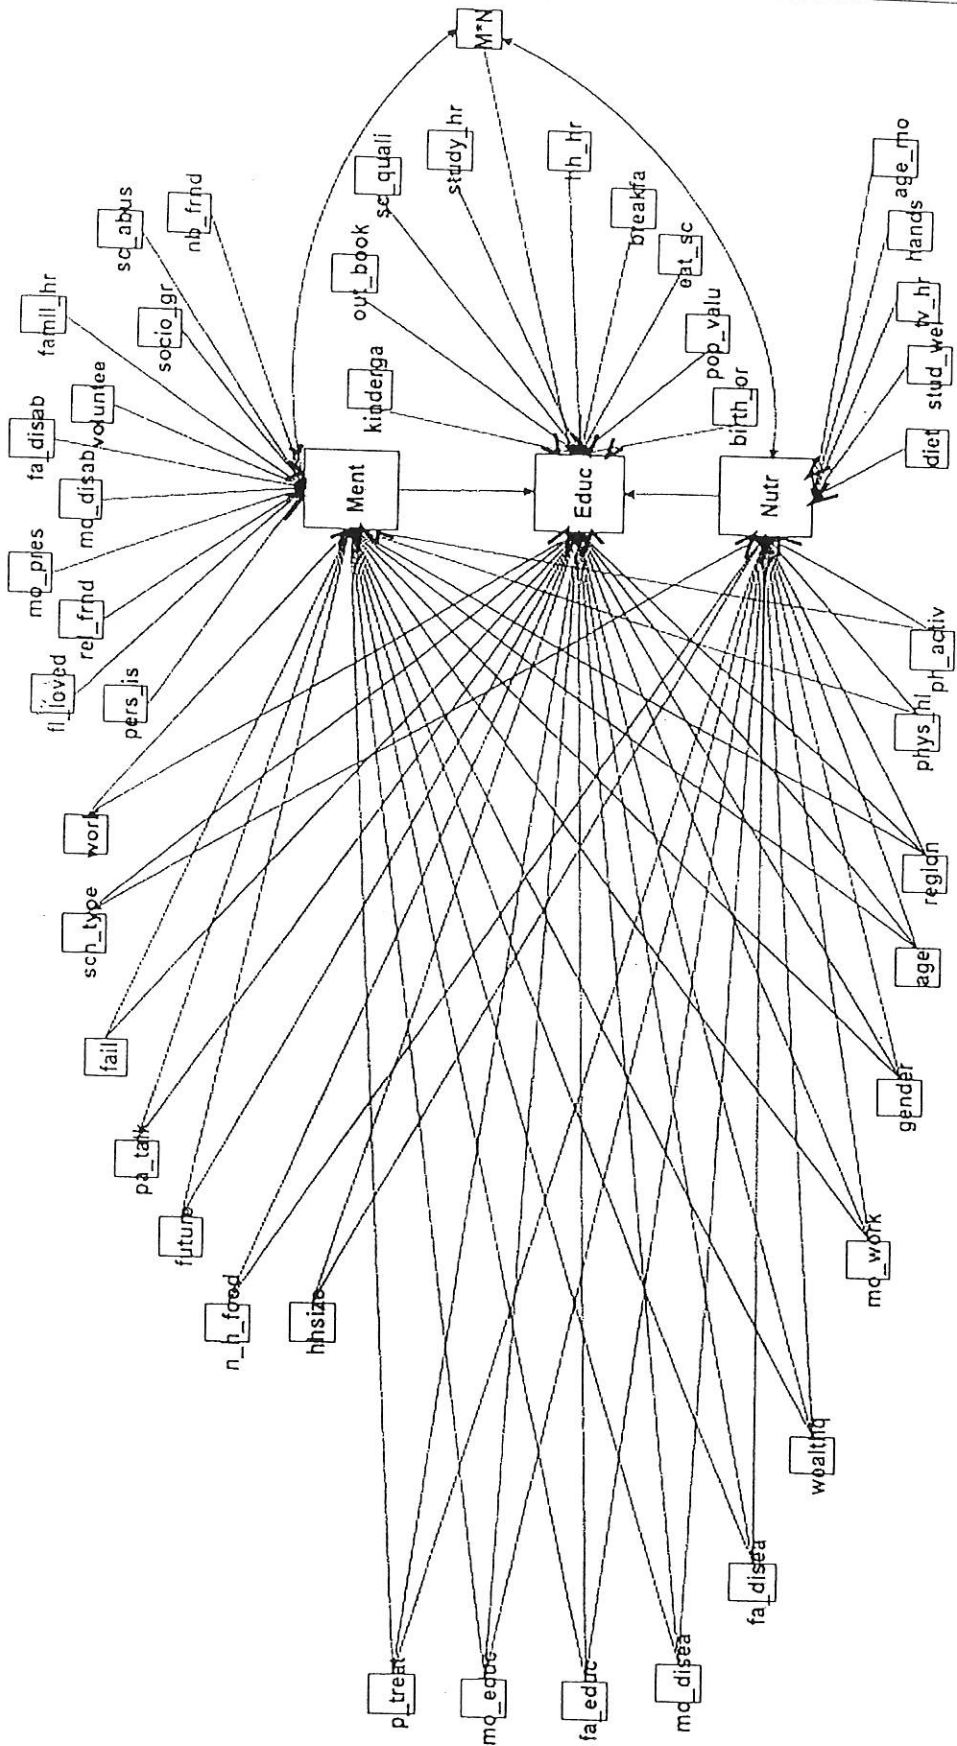 M*N
nb_frnd
sc_abus
socio_gr
famil_hr
vountee
fa_disab
mo_disab
mo_pres
rel_frnd
fl_loved
pers_is
study_hr
sc_quali
out_book
kinderga
breakfa
eat_sc
pop_valu
birth_or
age_mo
hands
tv_hr
stud_wei
diet
Ment
Educ
Nutr
work
sch_type
fail
pa_talk
future
n_h_food
hhsize
ph_activ
phys_hl
region
age
gender
mo_work
wealthq
fa_disea
mo_disea
fa_educ
mo_educ
p_treat